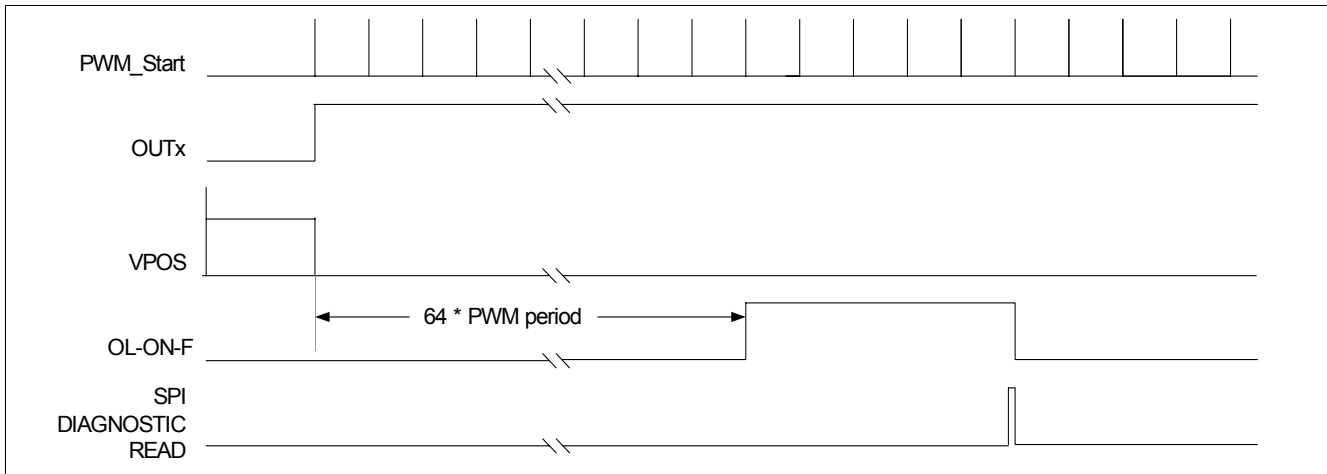 PWM_Start
OUTx
VPOS
64 * PWM period
OL-ON-F
SPI
DIAGNOSTIC
READ